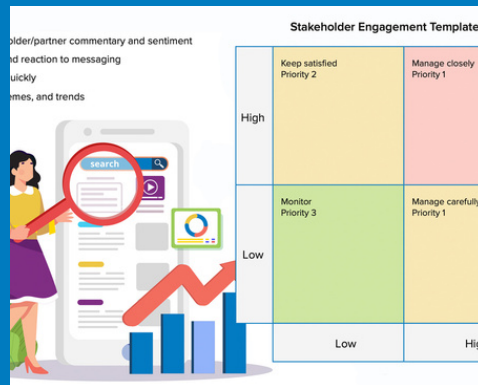 older/partner commentary and sentiment
nd reaction to messaging
uickly
emes, and trends
search
Stakeholder Engagement Template
High
Keep satisfied
Priority 2
Manage closely
Priority 1
Low
Monitor
Priority 3
Manage carefully
Priority 1
Low
Hig